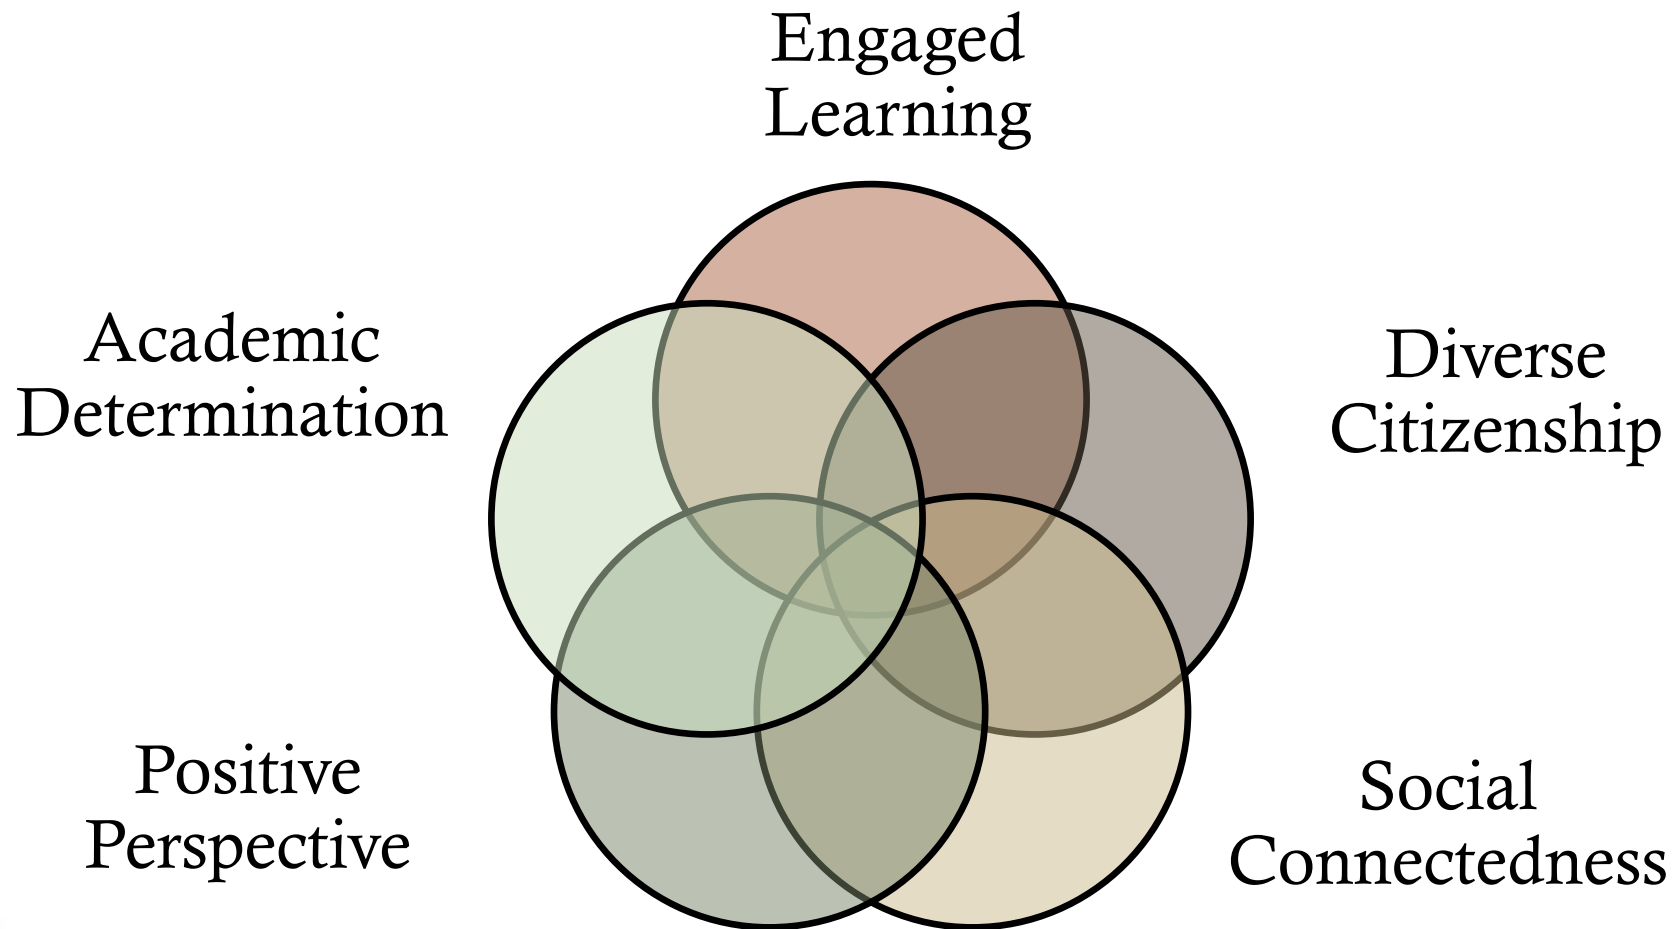 Engaged
Learning
Academic
Determination
Diverse
Citizenship
Positive
Perspective
Social
Connectedness